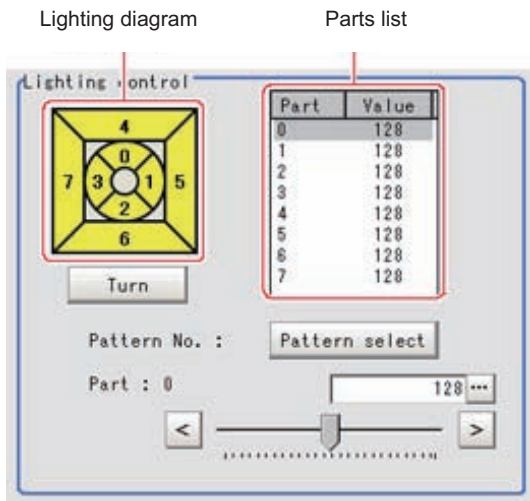 Lighting diagram
Parts list
Lighting control
Part Value
0 128
1 128
2 128
3 128
4 128
5 128
6 128
7 128
4
0
7 3 1 5
2
6
Turn
Pattern No. :
Pattern select
Part : 0
128 ...
< >